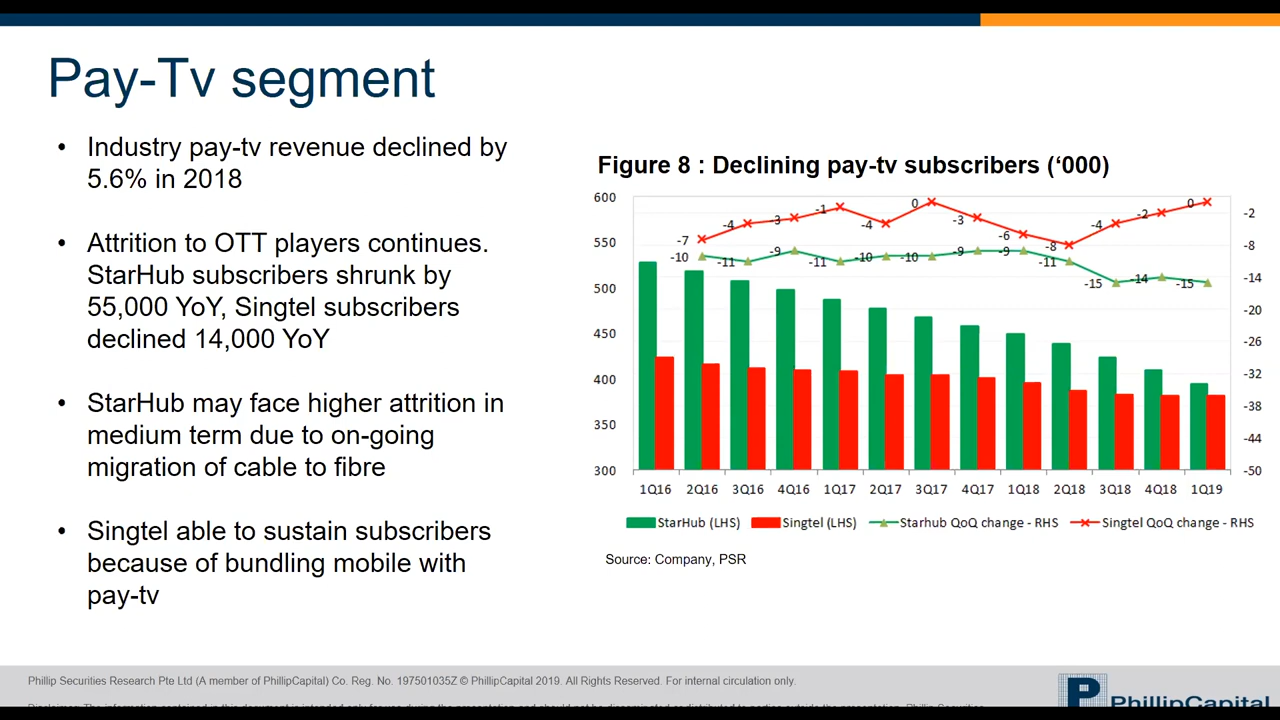 Pay-Tv segment
• Industry pay-tv revenue declined by
5.6% in 2018
• Attrition to OTT players continues.
StarHub subscribers shrunk by
55,000 YoY, Singtel subscribers
declined 14,000 YoY
• StarHub may face higher attrition in
medium term due to on-going
migration of cable to fibre
• Singtel able to sustain subscribers
because of bundling mobile with
pay-tv
Figure 8 : Declining pay-tv subscribers (‘000)
600
550
500
450
400
350
300
-7 -4 -3 -1 -4 0 -3 -6 -8 -4 -2 0
-10 -11 -9 -11 -10 -10 -9 -9 -11 -15 -14 -15
-2
-8
-14
-20
-26
-32
-38
-44
-50
1Q16 2Q16 3Q16 4Q16 1Q17 2Q17 3Q17 4Q17 1Q18 2Q18 3Q18 4Q18 1Q19
StarHub (LHS) Singtel (LHS) Starhub QoQ change - RHS Singtel QoQ change - RHS
Source: Company, PSR
Phillip Securities Research Pte Ltd (A member of PhillipCapital) Co. Reg. No. 197501035Z © PhillipCapital 2019. All Rights Reserved. For internal circulation only.
PhillipCapital